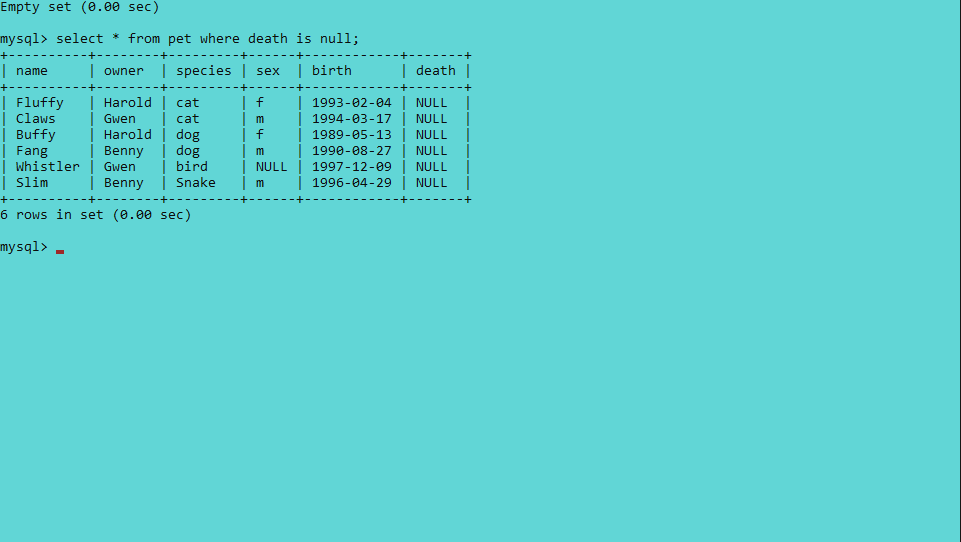 Empty set (0.00 sec)
mysql> select * from pet where death is null;
+----------+--------+---------+------+------------+-------+
| name     | owner  | species | sex  | birth      | death |
+----------+--------+---------+------+------------+-------+
| Fluffy   | Harold | cat     | f    | 1993-02-04 | NULL  |
| Claws    | Gwen   | cat     | m    | 1994-03-17 | NULL  |
| Buffy    | Harold | dog     | f    | 1989-05-13 | NULL  |
| Fang     | Benny  | dog     | m    | 1990-08-27 | NULL  |
| Whistler | Gwen   | bird    | NULL | 1997-12-09 | NULL  |
| Slim     | Benny  | Snake   | m    | 1996-04-29 | NULL  |
+----------+--------+---------+------+------------+-------+
6 rows in set (0.00 sec)
mysql>